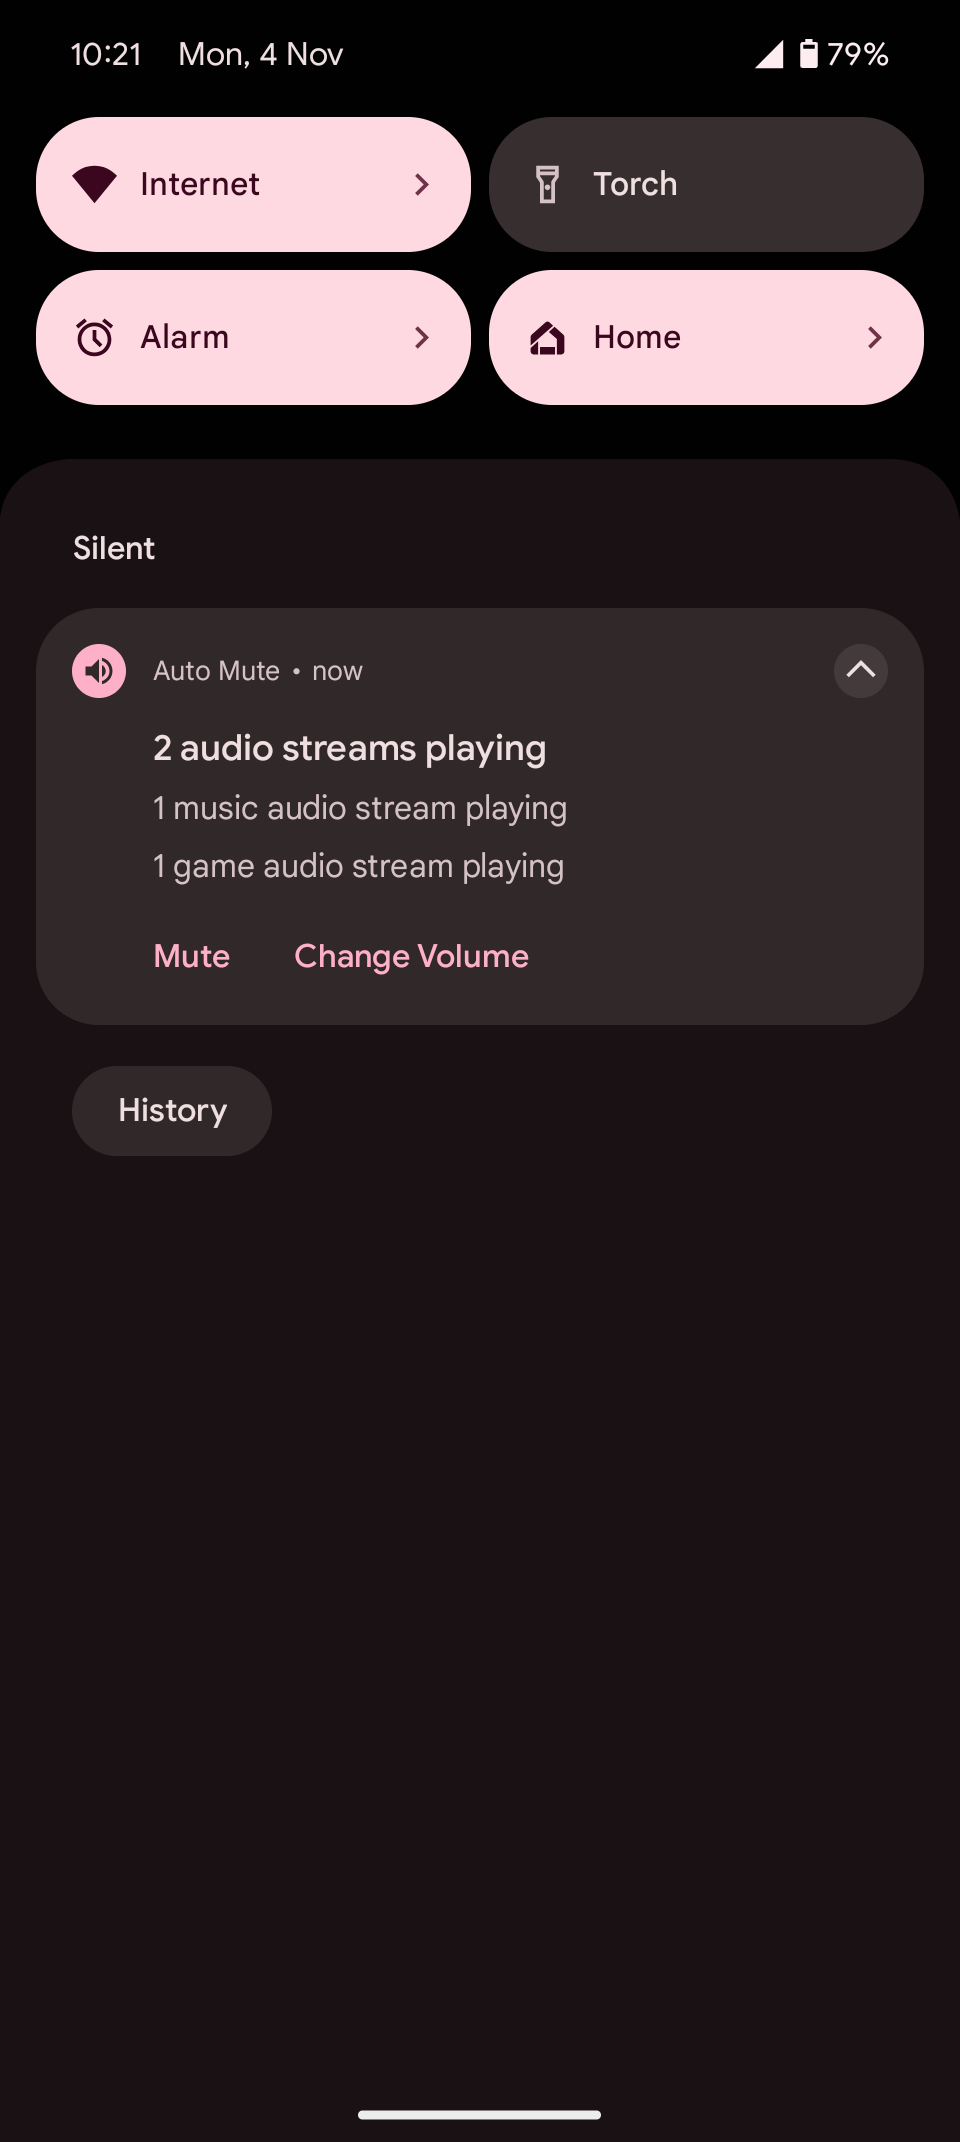 10:21 Mon, 4 Nov 79%
Internet Torch
Alarm Home
Silent
Auto Mute • now
2 audio streams playing
1 music audio stream playing
1 game audio stream playing
Mute Change Volume
History